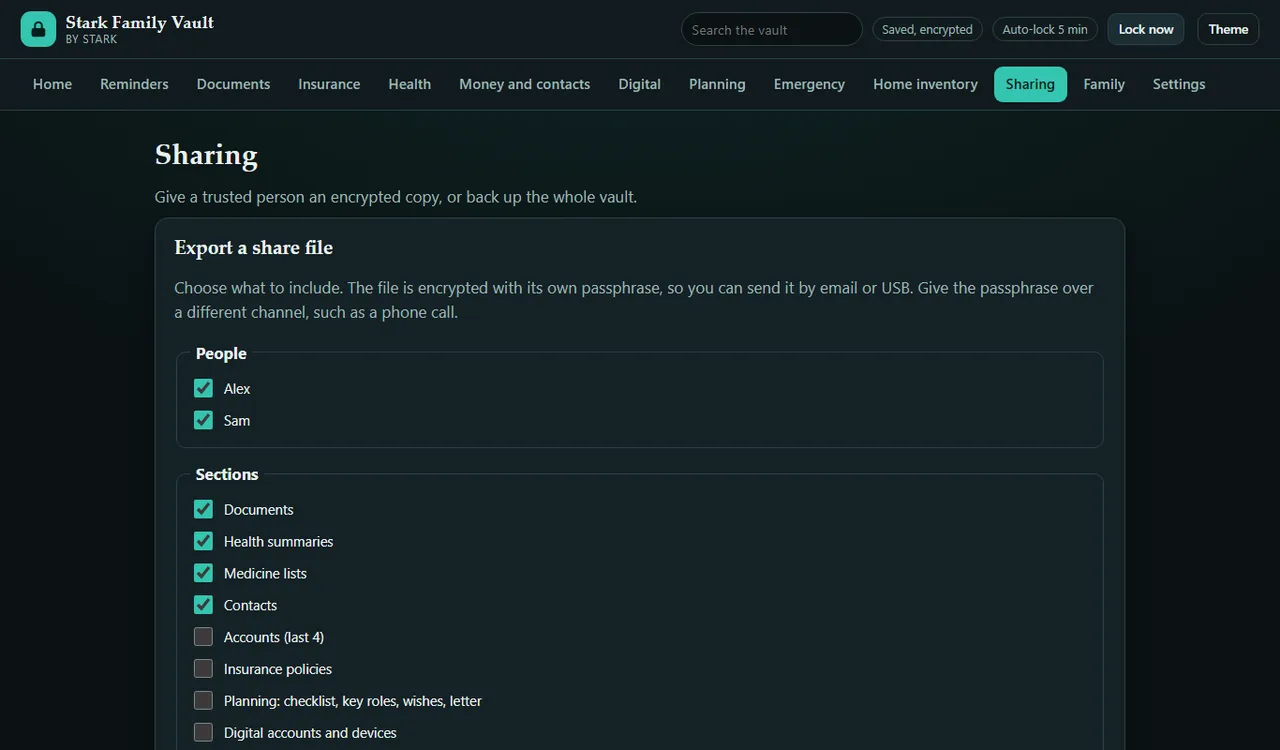 Stark Family Vault
BY STARK
Search the vault
Saved, encrypted
Auto-lock 5 min
Lock now
Theme
Home
Reminders
Documents
Insurance
Health
Money and contacts
Digital
Planning
Emergency
Home inventory
Sharing
Family
Settings
Sharing
Give a trusted person an encrypted copy, or back up the whole vault.
Export a share file
Choose what to include. The file is encrypted with its own passphrase, so you can send it by email or USB. Give the passphrase over
a different channel, such as a phone call.
People
Alex
Sam
Sections
Documents
Health summaries
Medicine lists
Contacts
Accounts (last 4)
Insurance policies
Planning: checklist, key roles, wishes, letter
Digital accounts and devices